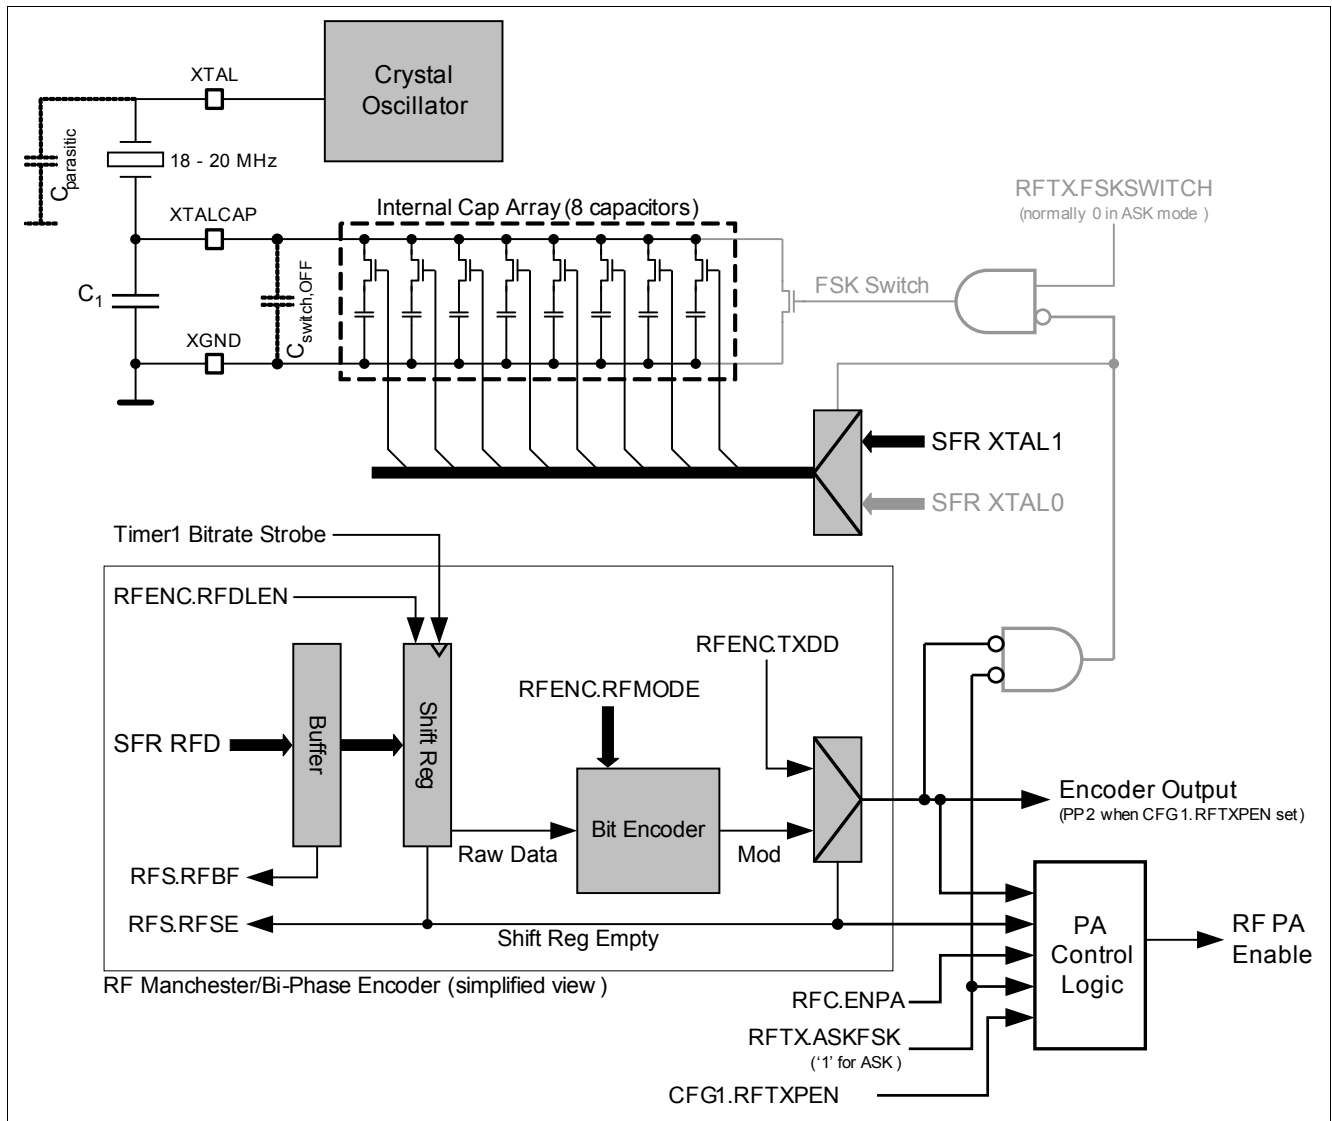 XTAL
Crystal
Oscillator
Cparasitic
18 - 20 MHz
RFTX.FSKSWITCH
(normally 0 in ASK mode )
XTALCAP
Internal Cap Array (8 capacitors)
C1
Cswitch,OFF
FSK Switch
XGND
SFR XTAL1
SFR XTAL0
Timer1 Bitrate Strobe
RFENC.RFDLEN
RFENC.TXDD
RFENC.RFMODE
SFR RFD
Buffer
Shift Reg
Bit Encoder
Raw Data
Mod
Encoder Output
(PP2 when CFG1.RFTXPEN set)
RFS.RFBF
RFS.RFSE
Shift Reg Empty
PA
Control
Logic
RF PA
Enable
RF Manchester/Bi-Phase Encoder (simplified view )
RFC.ENPA
RFTX.ASKFSK
(‘1’ for ASK )
CFG1.RFTXPEN